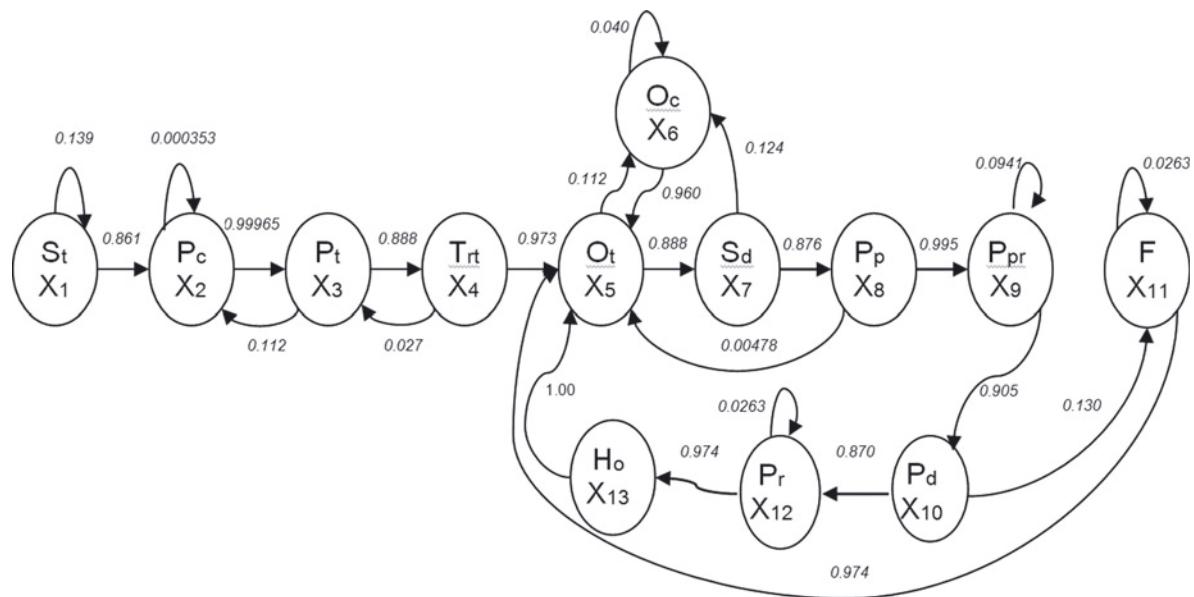 0.040
Oc
X6
0.139
0.000353
0.124
0.0941
0.0263
0.112
0.960
St
X1
0.861
Pc
X2
0.99965
Pt
X3
0.888
Trt
X4
0.973
Ot
X5
0.888
Sd
X7
0.876
Pp
X8
0.995
Ppr
X9
F
X11
0.112
0.027
0.00478
1.00
0.0263
0.905
0.130
Ho
X13
0.974
Pr
X12
0.870
Pd
X10
0.974